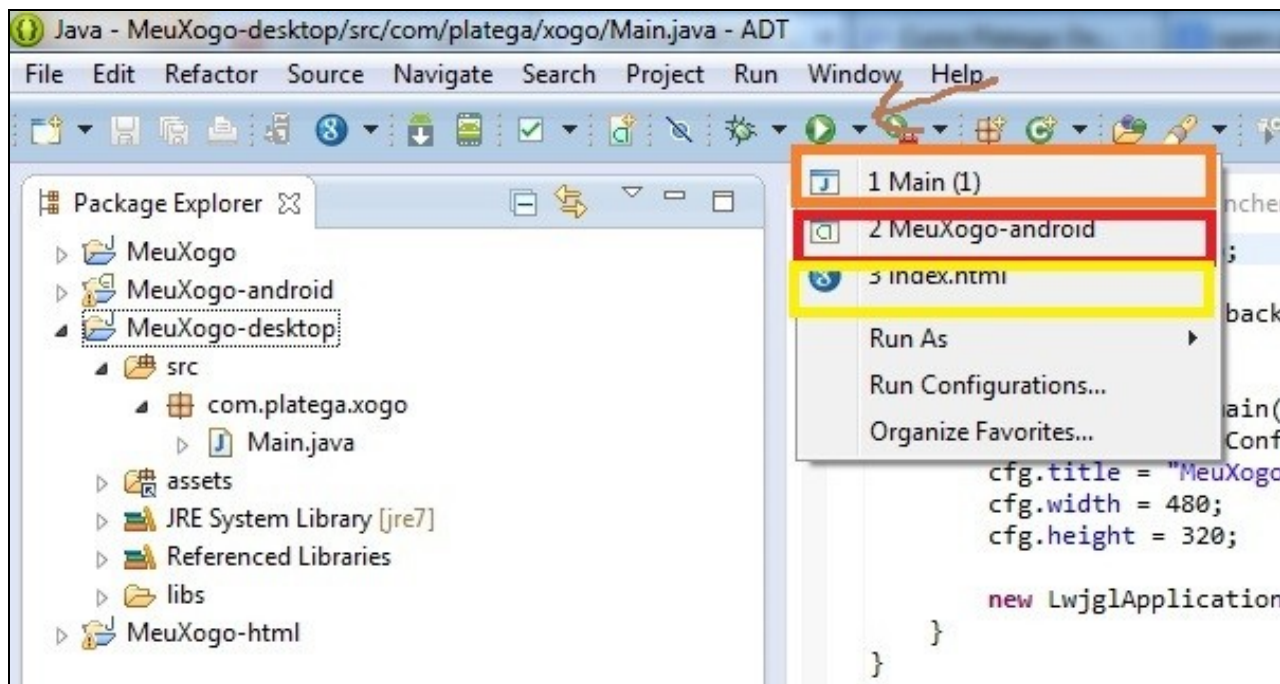 Java - MeuXogo-desktop/src/com/platega/xogo/Main.java - ADT
File Edit Refactor Source Navigate Search Project Run Window Help
Package Explorer
MeuXogo
MeuXogo-android
MeuXogo-desktop
src
com.platega.xogo
Main.java
assets
JRE System Library [jre7]
Referenced Libraries
libs
MeuXogo-html
1 Main (1)
2 MeuXogo-android
3 index.html
Run As
Run Configurations...
Organize Favorites...
;
back
ain(
Conf
cfg.title = "MeuXogo
cfg.width = 480;
cfg.height = 320;
new LwjglApplication
}
}